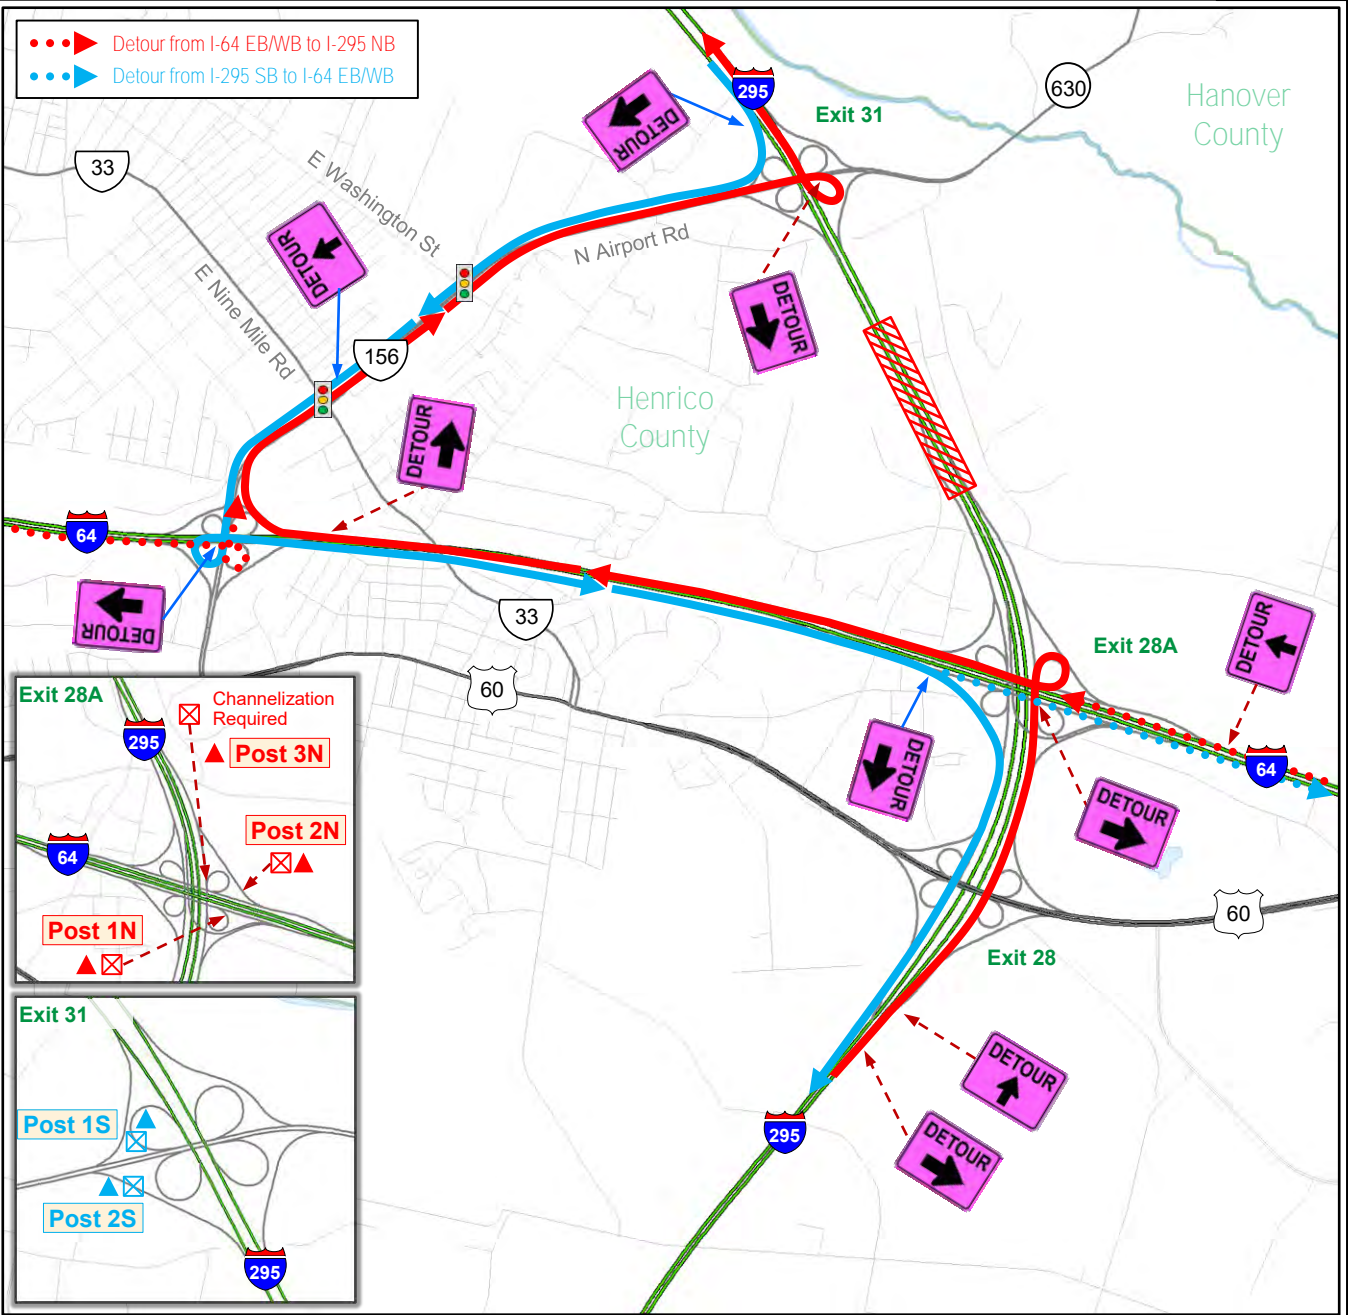 Detour from I-64 EB/WB to I-295 NB
Detour from I-295 SB to I-64 EB/WB
295
Exit 31
630
Hanover
County
33
E Washington St
DETOUR
DETOUR
N Airport Rd
E Nine Mile Rd
DETOUR
156
Henrico
County
DETOUR
64
DETOUR
33
60
Exit 28A
DETOUR
64
DETOUR
DETOUR
60
Exit 28
DETOUR
DETOUR
295
Exit 28A
Channelization
Required
295
Post 3N
Post 2N
64
Post 1N
Exit 31
Post 1S
Post 2S
295